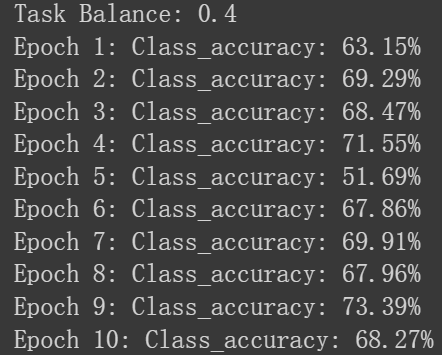 Task Balance: 0.4
Epoch 1: Class_accuracy: 63.15%
Epoch 2: Class_accuracy: 69.29%
Epoch 3: Class_accuracy: 68.47%
Epoch 4: Class_accuracy: 71.55%
Epoch 5: Class_accuracy: 51.69%
Epoch 6: Class_accuracy: 67.86%
Epoch 7: Class_accuracy: 69.91%
Epoch 8: Class_accuracy: 67.96%
Epoch 9: Class_accuracy: 73.39%
Epoch 10: Class_accuracy: 68.27%